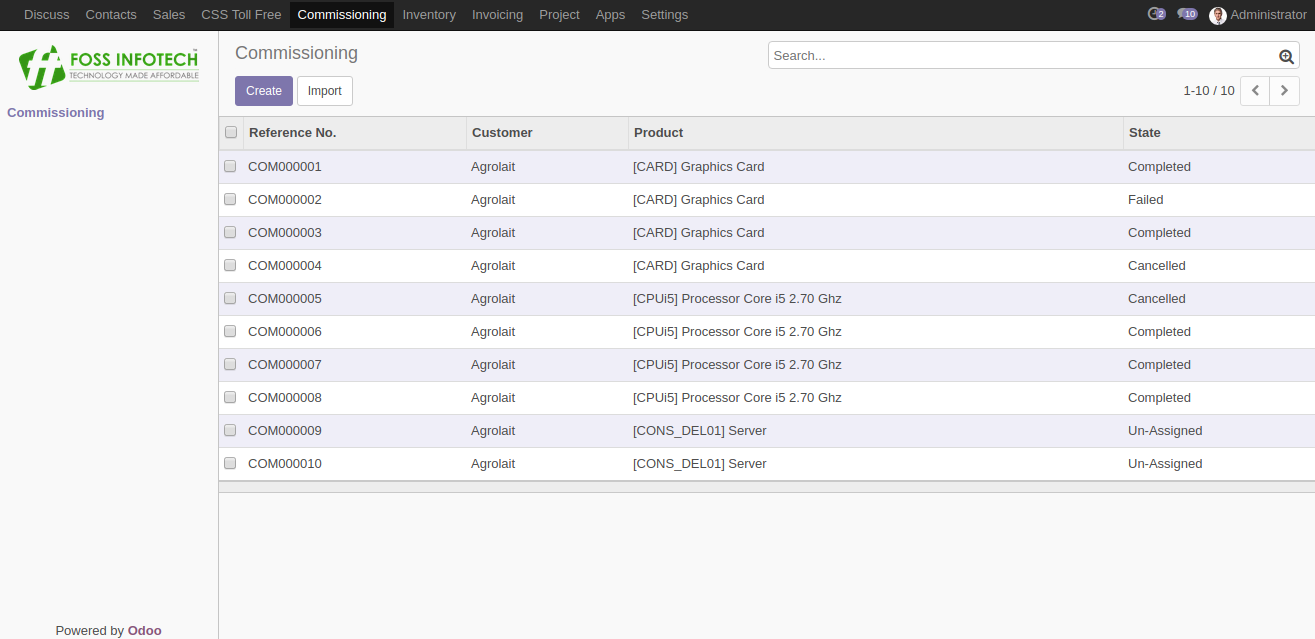 Discuss Contacts Sales CSS Toll Free Commissioning Inventory Invoicing Project Apps Settings 2 10 Administrator
FOSS INFOTECH™
TECHNOLOGY MADE AFFORDABLE
Commissioning
Commissioning
Search...
Create Import
1-10 / 10
Reference No. Customer Product State
COM000001 Agrolait [CARD] Graphics Card Completed
COM000002 Agrolait [CARD] Graphics Card Failed
COM000003 Agrolait [CARD] Graphics Card Completed
COM000004 Agrolait [CARD] Graphics Card Cancelled
COM000005 Agrolait [CPUi5] Processor Core i5 2.70 Ghz Cancelled
COM000006 Agrolait [CPUi5] Processor Core i5 2.70 Ghz Completed
COM000007 Agrolait [CPUi5] Processor Core i5 2.70 Ghz Completed
COM000008 Agrolait [CPUi5] Processor Core i5 2.70 Ghz Completed
COM000009 Agrolait [CONS_DEL01] Server Un-Assigned
COM000010 Agrolait [CONS_DEL01] Server Un-Assigned
Powered by Odoo